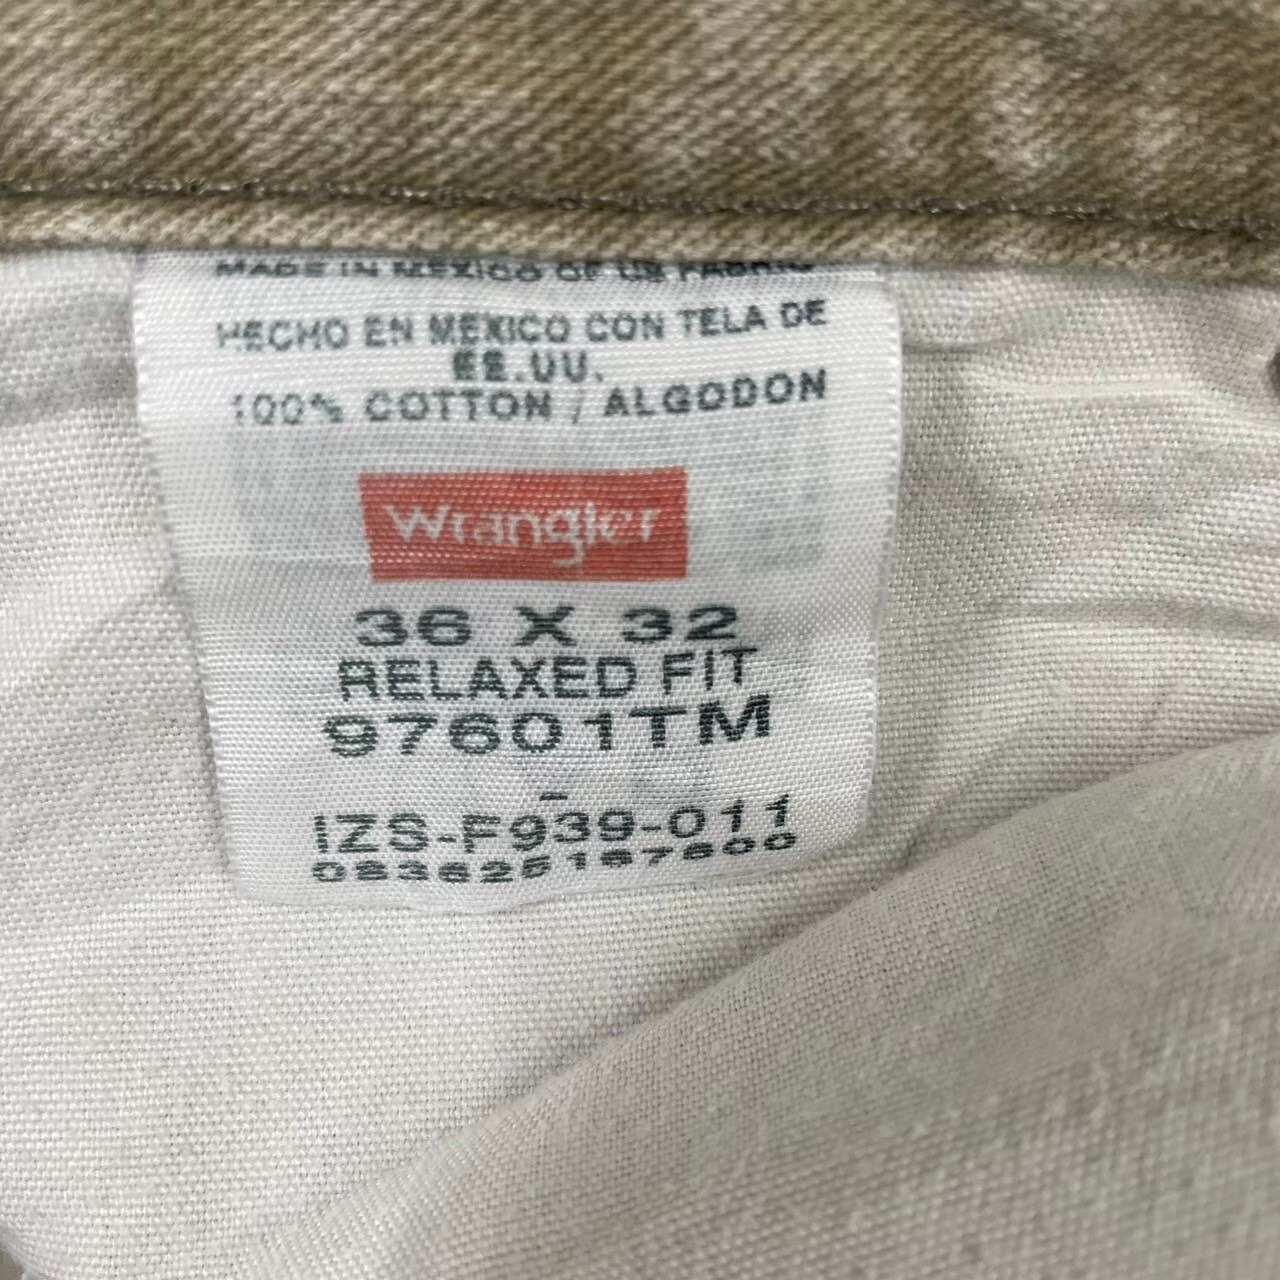 MADE IN MEXICO OF US FABRIC
HECHO EN MEXICO CON TELA DE
EE.UU.
100% COTTON / ALGODON
Wrangler
36 X 32
RELAXED FIT
97601TM
-
IZS-F939-011